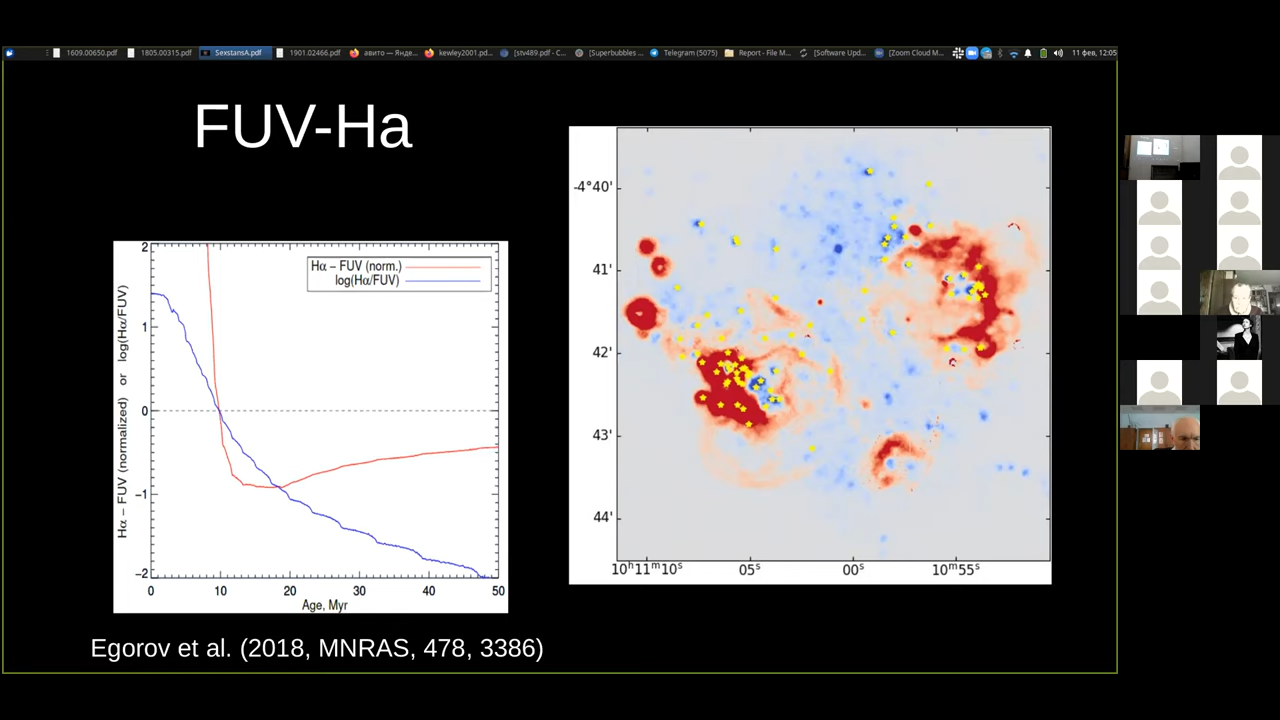 1609.00650.pdf
1805.00315.pdf
SexstansA.pdf
1901.02466.pdf
авито — Янде...
kewley2001.pd...
[stv489.pdf - C...
[Superbubbles ...
Telegram (5075)
Report - File M...
[Software Upd...
[Zoom Cloud M...
11 фев, 12:05
FUV-Ha
Hα – FUV (norm.)
log(Hα/FUV)
Hα – FUV (normalized) or log(Hα/FUV)
2
1
0
-1
-2
0
10
20
30
40
50
Age, Myr
-4°40'
41'
42'
43'
44'
10h11m10s
05s
00s
10m55s
Egorov et al. (2018, MNRAS, 478, 3386)